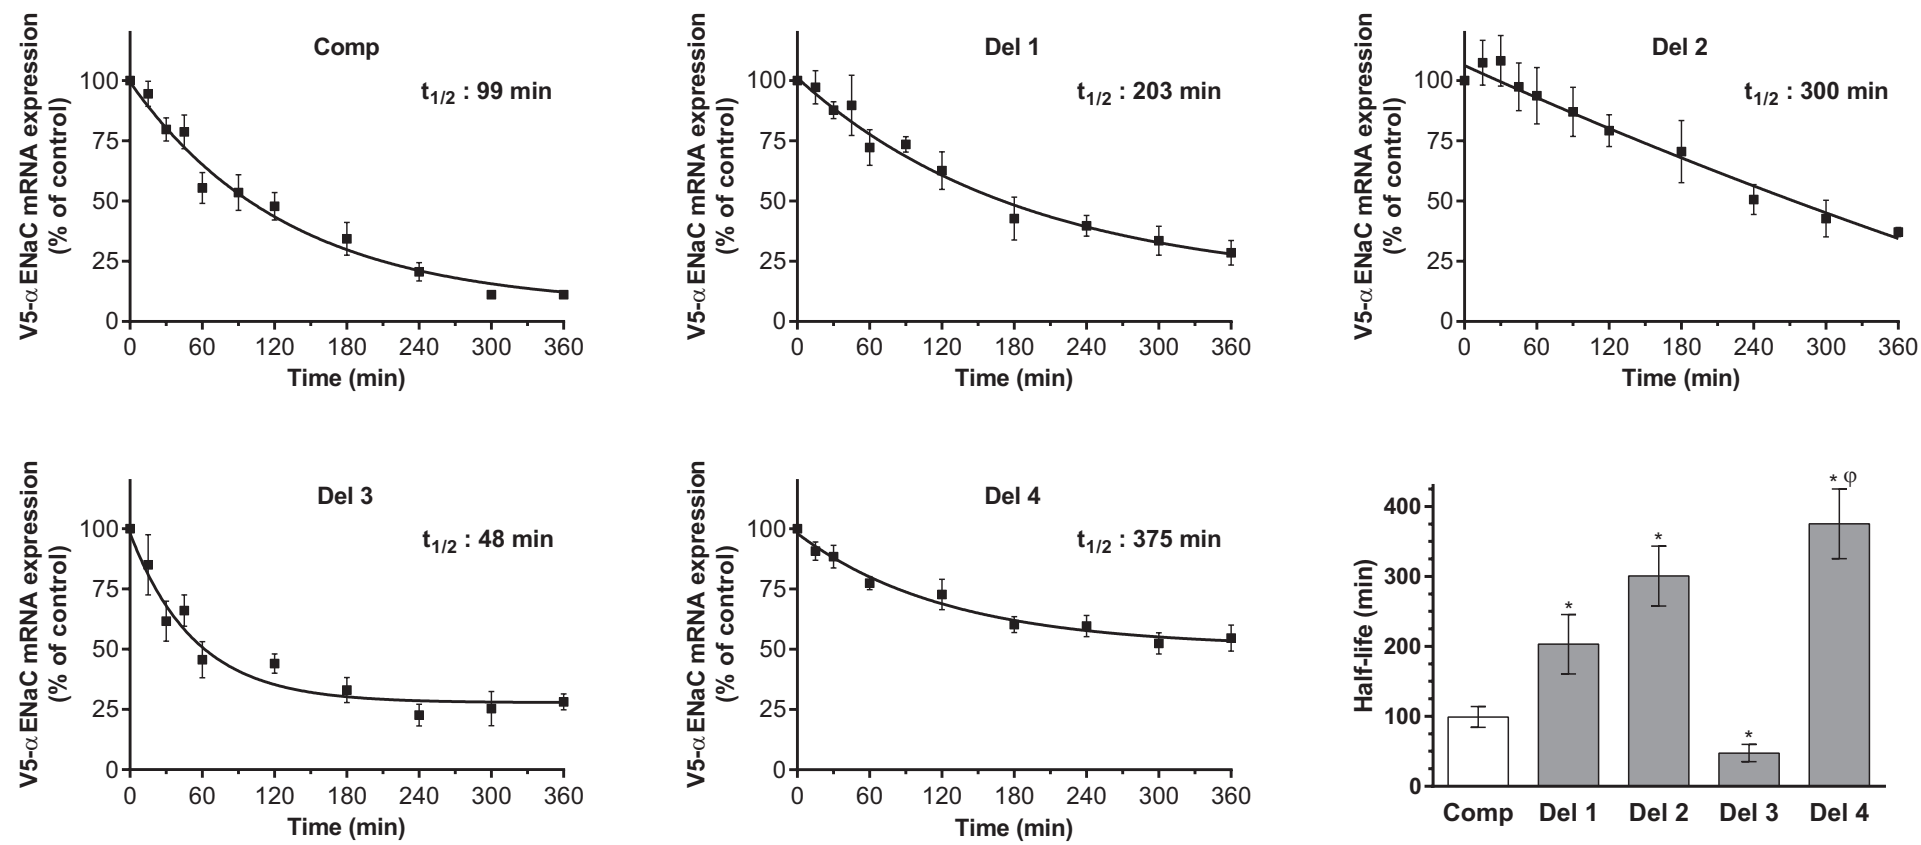 Comp
t1/2 : 99 min
V5-α ENaC mRNA expression
(% of control)
100
75
50
25
0
0 60 120 180 240 300 360
Time (min)
Del 1
t1/2 : 203 min
V5-α ENaC mRNA expression
(% of control)
100
75
50
25
0
0 60 120 180 240 300 360
Time (min)
Del 2
t1/2 : 300 min
V5-α ENaC mRNA expression
(% of control)
100
75
50
25
0
0 60 120 180 240 300 360
Time (min)
Del 3
t1/2 : 48 min
V5-α ENaC mRNA expression
(% of control)
100
75
50
25
0
0 60 120 180 240 300 360
Time (min)
Del 4
t1/2 : 375 min
V5-α ENaC mRNA expression
(% of control)
100
75
50
25
0
0 60 120 180 240 300 360
Time (min)
Half-life (min)
400
300
200
100
0
*
*
*
* φ
Comp Del 1 Del 2 Del 3 Del 4